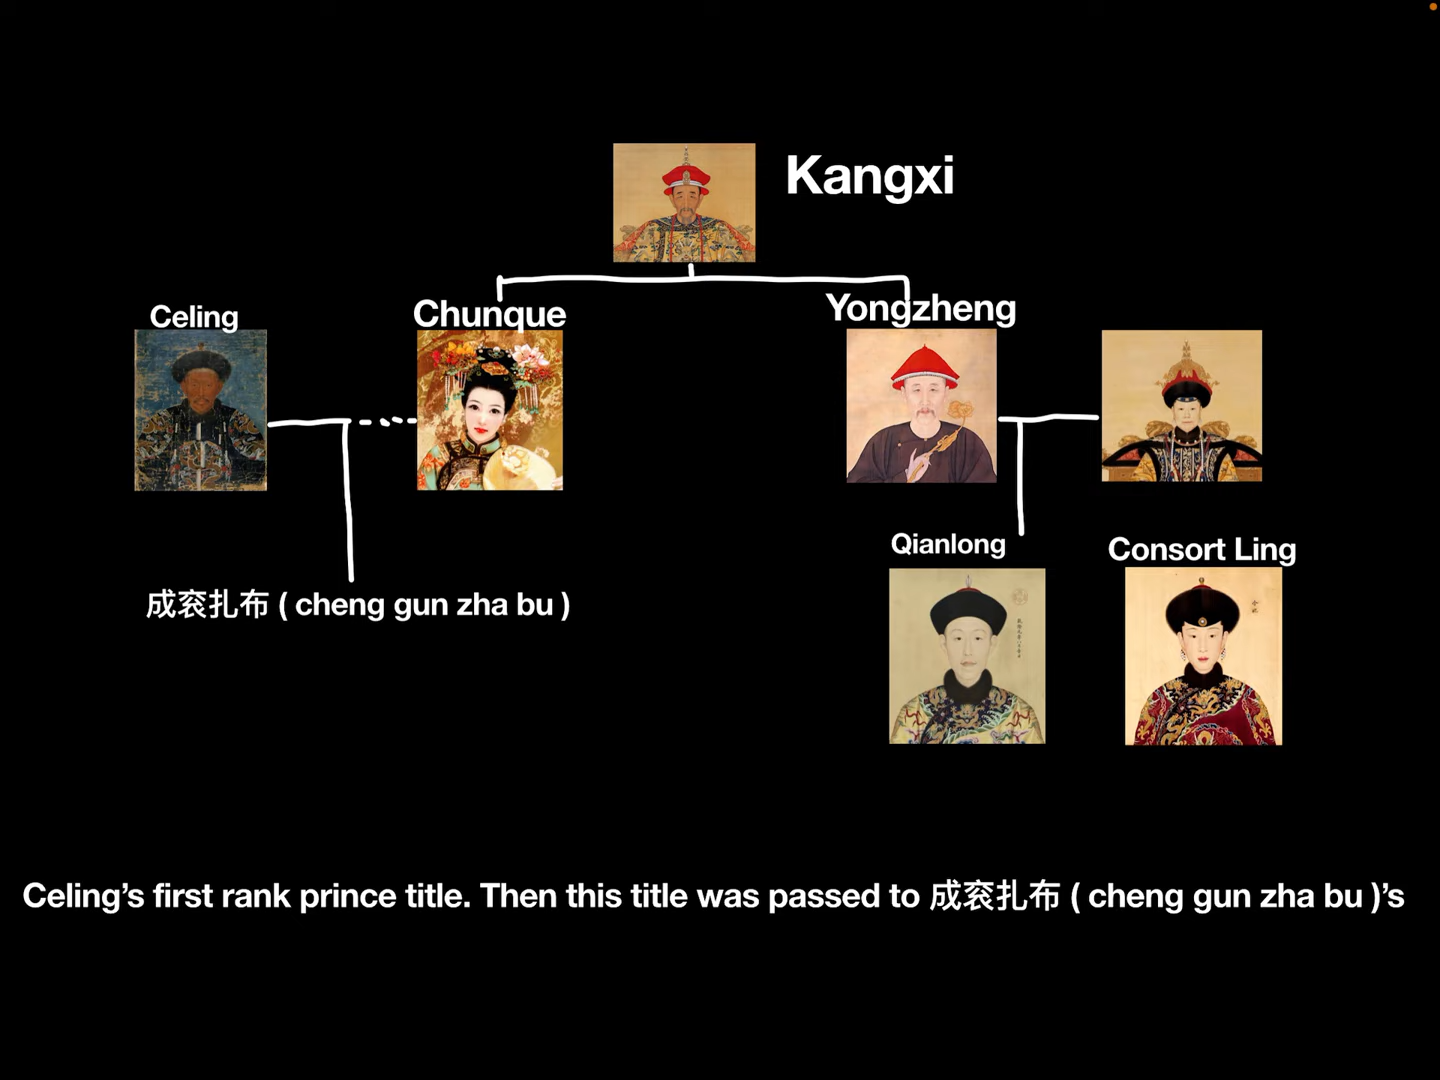 Kangxi
Celing
Chunque
Yongzheng
Qianlong
Consort Ling
成衮扎布 ( cheng gun zha bu )
Celing’s first rank prince title. Then this title was passed to 成衮扎布 ( cheng gun zha bu )’s